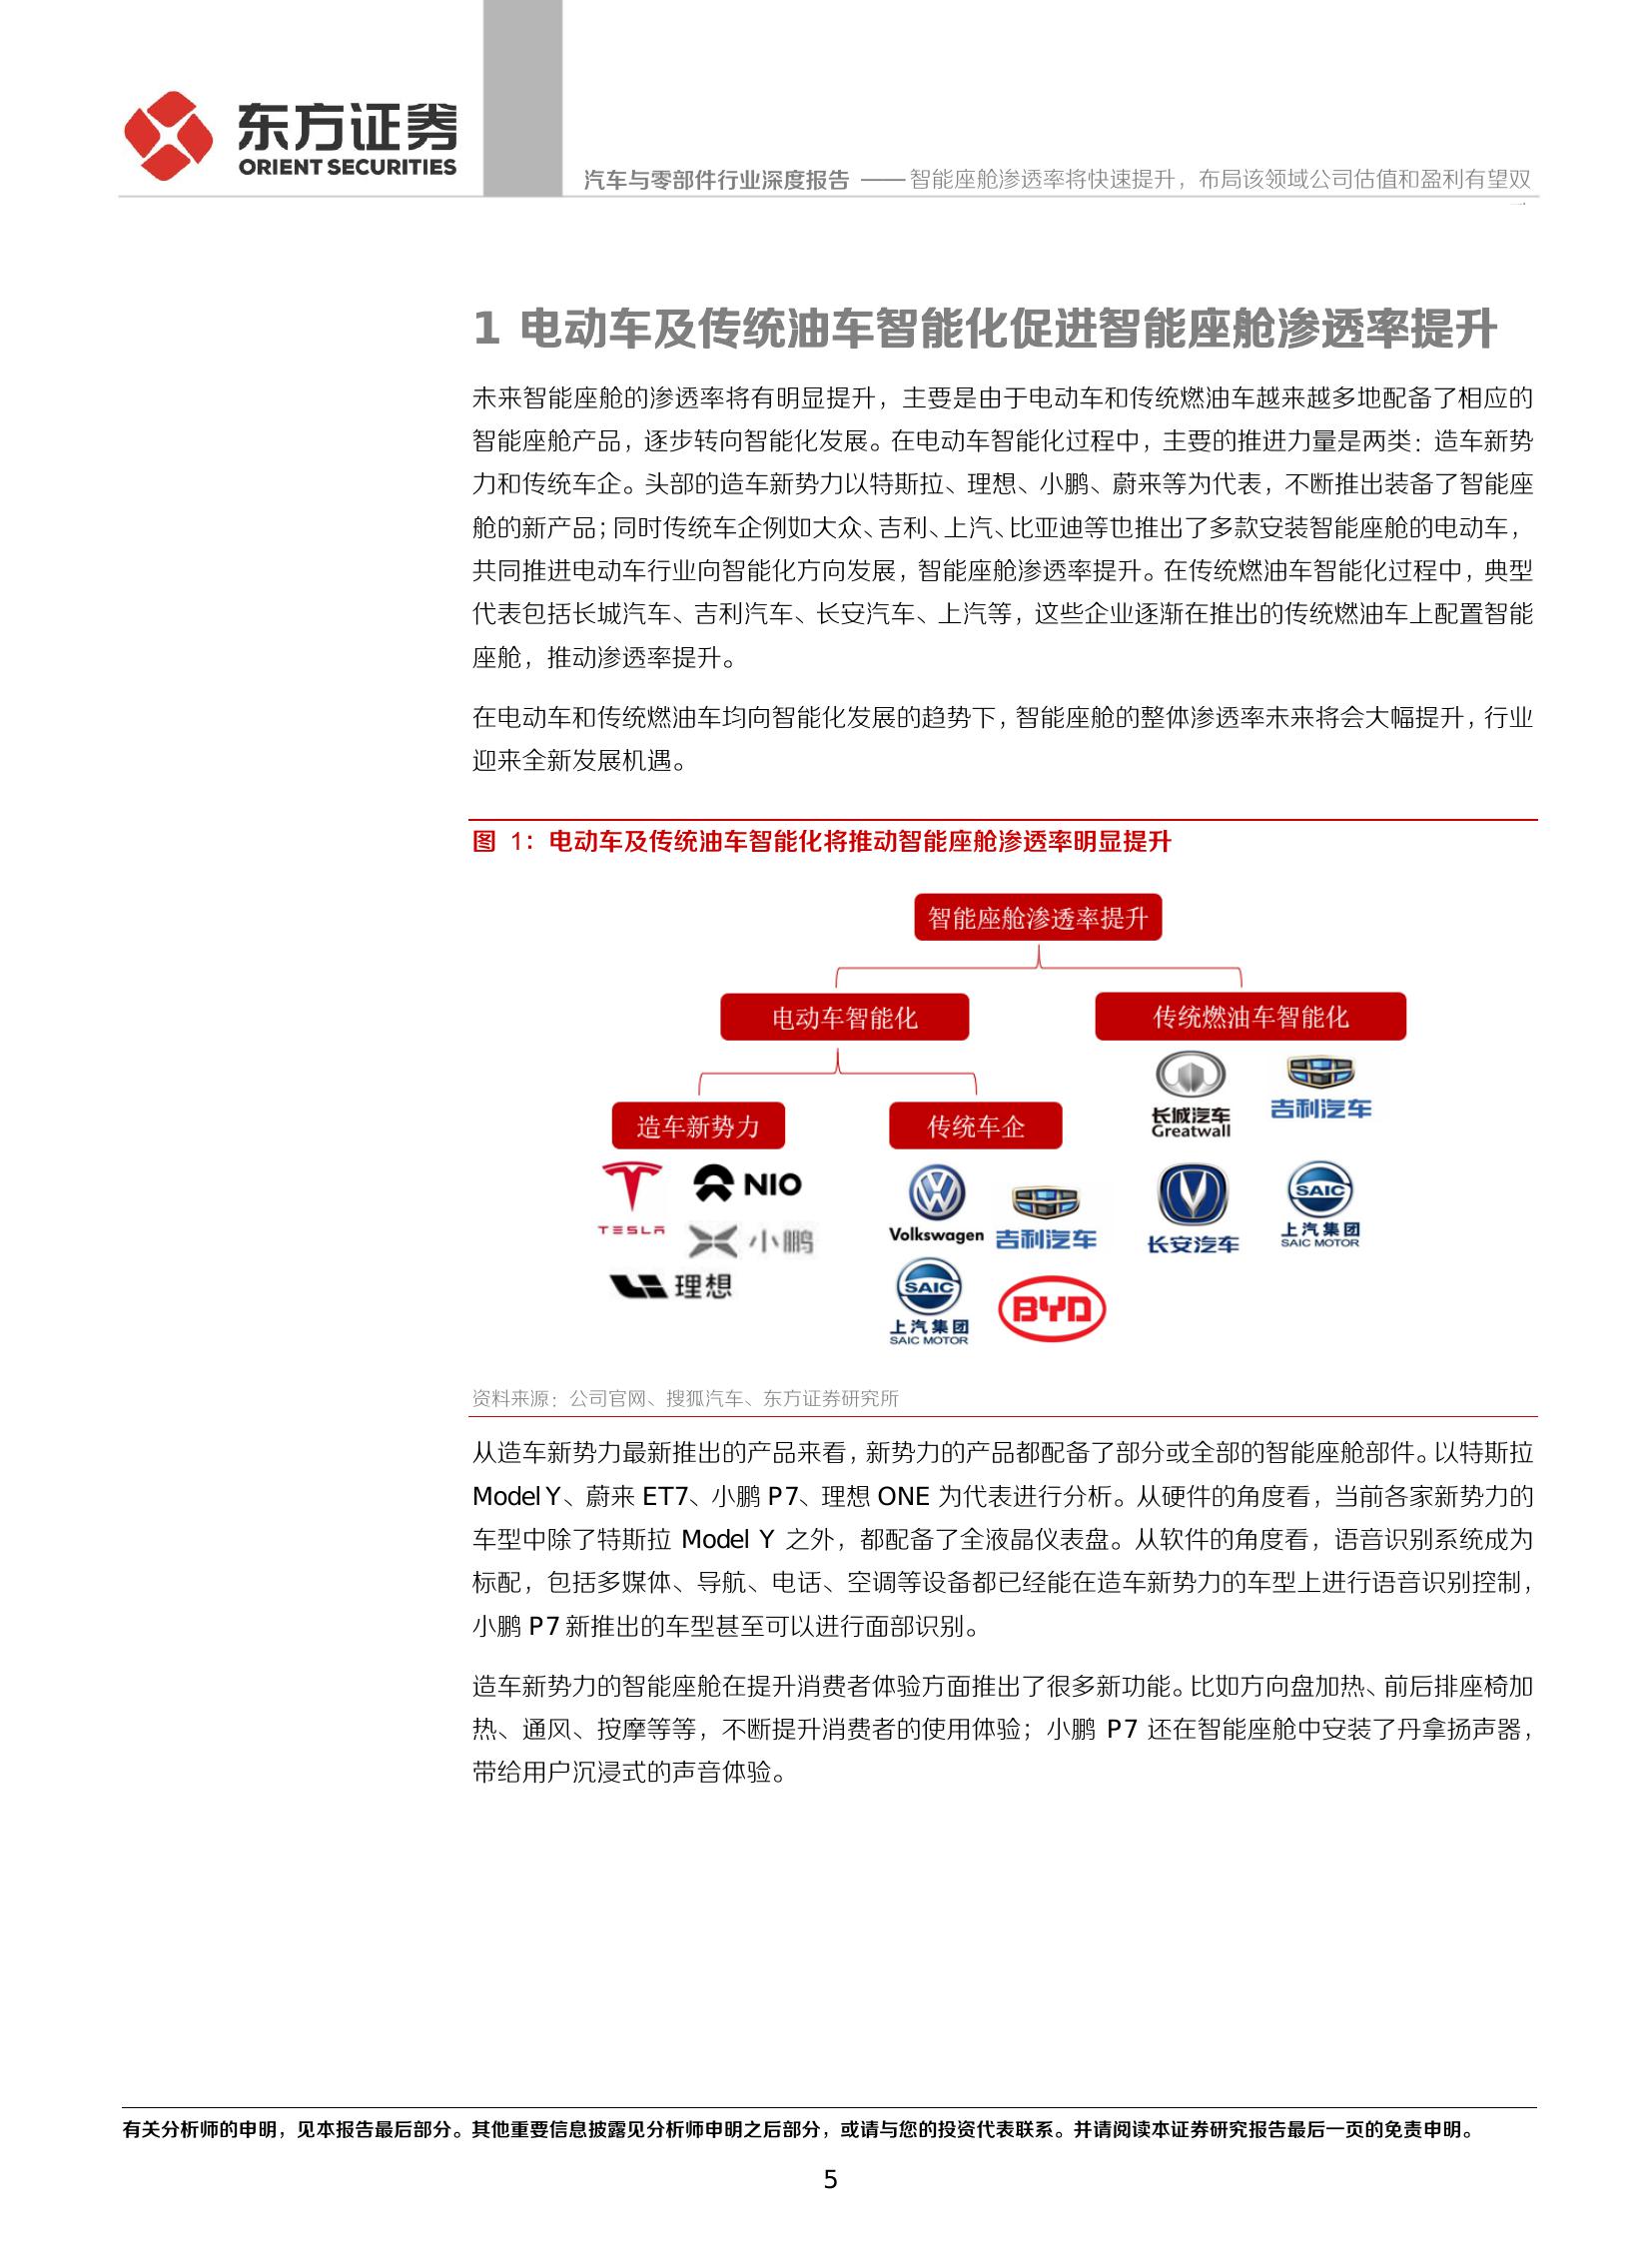 东方证券
ORIENT SECURITIES
汽车与零部件行业深度报告 —— 智能座舱渗透率将快速提升，布局该领域公司估值和盈利有望双
1 电动车及传统油车智能化促进智能座舱渗透率提升
未来智能座舱的渗透率将有明显提升，主要是由于电动车和传统燃油车越来越多地配备了相应的
智能座舱产品，逐步转向智能化发展。在电动车智能化过程中，主要的推进力量是两类：造车新势
力和传统车企。头部的造车新势力以特斯拉、理想、小鹏、蔚来等为代表，不断推出装备了智能座
舱的新产品；同时传统车企例如大众、吉利、上汽、比亚迪等也推出了多款安装智能座舱的电动车，
共同推进电动车行业向智能化方向发展，智能座舱渗透率提升。在传统燃油车智能化过程中，典型
代表包括长城汽车、吉利汽车、长安汽车、上汽等，这些企业逐渐在推出的传统燃油车上配置智能
座舱，推动渗透率提升。
在电动车和传统燃油车均向智能化发展的趋势下，智能座舱的整体渗透率未来将会大幅提升，行业
迎来全新发展机遇。
图 1：电动车及传统油车智能化将推动智能座舱渗透率明显提升
智能座舱渗透率提升
电动车智能化
传统燃油车智能化
造车新势力
传统车企
长城汽车
Greatwall
吉利汽车
TESLA
NIO
小鹏
理想
Volkswagen
吉利汽车
SAIC
上汽集团
SAIC MOTOR
BYD
长安汽车
SAIC
上汽集团
SAIC MOTOR
资料来源：公司官网、搜狐汽车、东方证券研究所
从造车新势力最新推出的产品来看，新势力的产品都配备了部分或全部的智能座舱部件。以特斯拉
Model Y、蔚来 ET7、小鹏 P7、理想 ONE 为代表进行分析。从硬件的角度看，当前各家新势力的
车型中除了特斯拉 Model Y 之外，都配备了全液晶仪表盘。从软件的角度看，语音识别系统成为
标配，包括多媒体、导航、电话、空调等设备都已经能在造车新势力的车型上进行语音识别控制，
小鹏 P7 新推出的车型甚至可以进行面部识别。
造车新势力的智能座舱在提升消费者体验方面推出了很多新功能。比如方向盘加热、前后排座椅加
热、通风、按摩等等，不断提升消费者的使用体验；小鹏 P7 还在智能座舱中安装了丹拿扬声器，
带给用户沉浸式的声音体验。
有关分析师的申明，见本报告最后部分。其他重要信息披露见分析师申明之后部分，或请与您的投资代表联系。并请阅读本证券研究报告最后一页的免责申明。
5